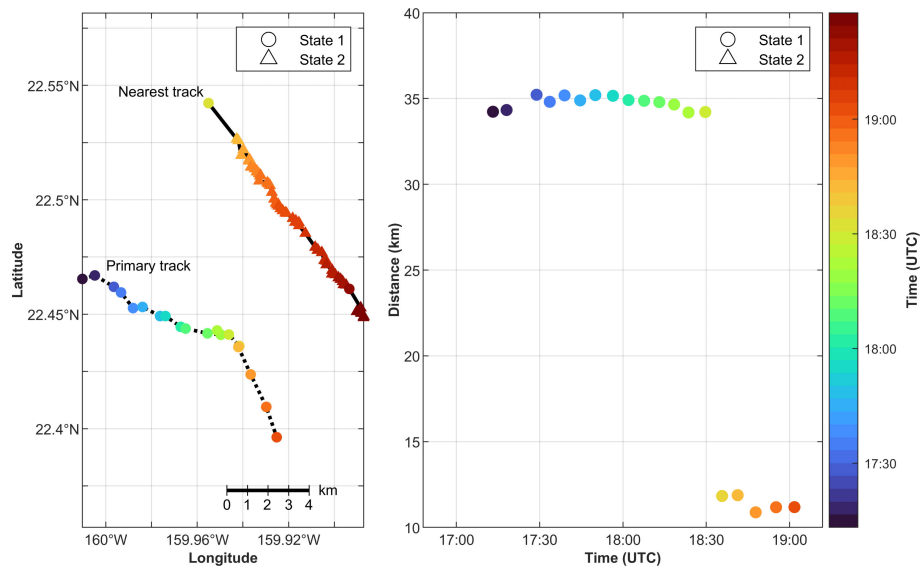 State 1
State 2
Nearest track
Primary track
22.55°N
22.5°N
22.45°N
22.4°N
Latitude
km
0 1 2 3 4
160°W 159.96°W 159.92°W
Longitude
State 1
State 2
40
35
30
25
20
15
10
Distance (km)
17:00 17:30 18:00 18:30 19:00
Time (UTC)
19:00
18:30
18:00
17:30
Time (UTC)